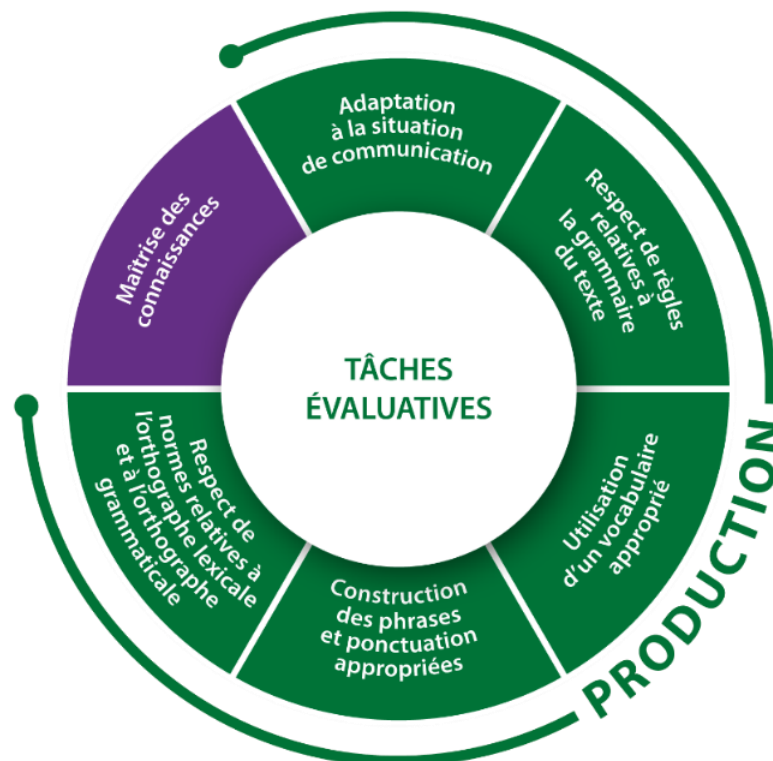 Adaptation
à la situation
de communication
Respect de règles
relatives à
la grammaire
du texte
Utilisation
d'un vocabulaire
approprié
Construction
des phrases
et ponctuation
appropriées
Respect de
normes relatives à
l'orthographe lexicale
et à l'orthographe
grammaticale
Maîtrise des
connaissances
TÂCHES
ÉVALUATIVES
PRODUCTION